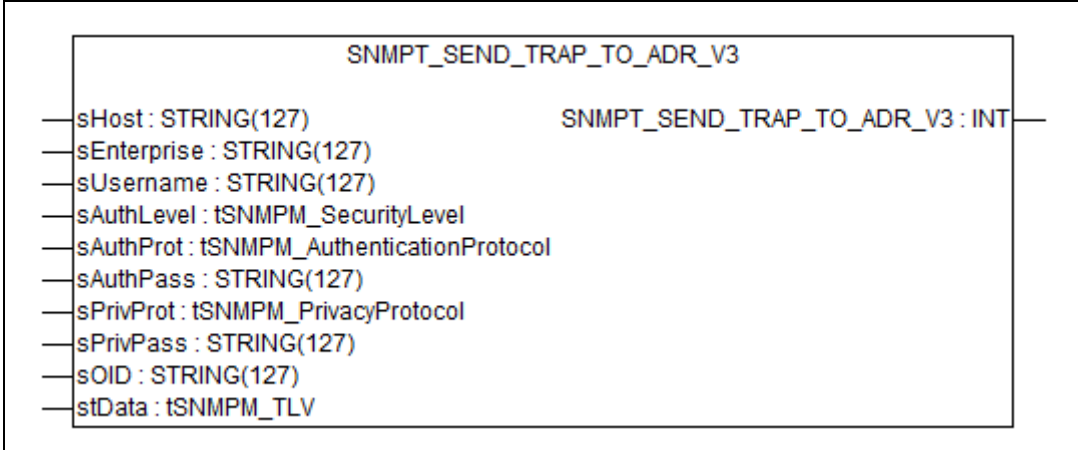 SNMPT_SEND_TRAP_TO_ADR_V3
sHost : STRING(127) SNMPT_SEND_TRAP_TO_ADR_V3 : INT
sEnterprise : STRING(127)
sUsername : STRING(127)
sAuthLevel : tSNMPM_SecurityLevel
sAuthProt : tSNMPM_AuthenticationProtocol
sAuthPass : STRING(127)
sPrivProt : tSNMPM_PrivacyProtocol
sPrivPass : STRING(127)
sOID : STRING(127)
stData : tSNMPM_TLV